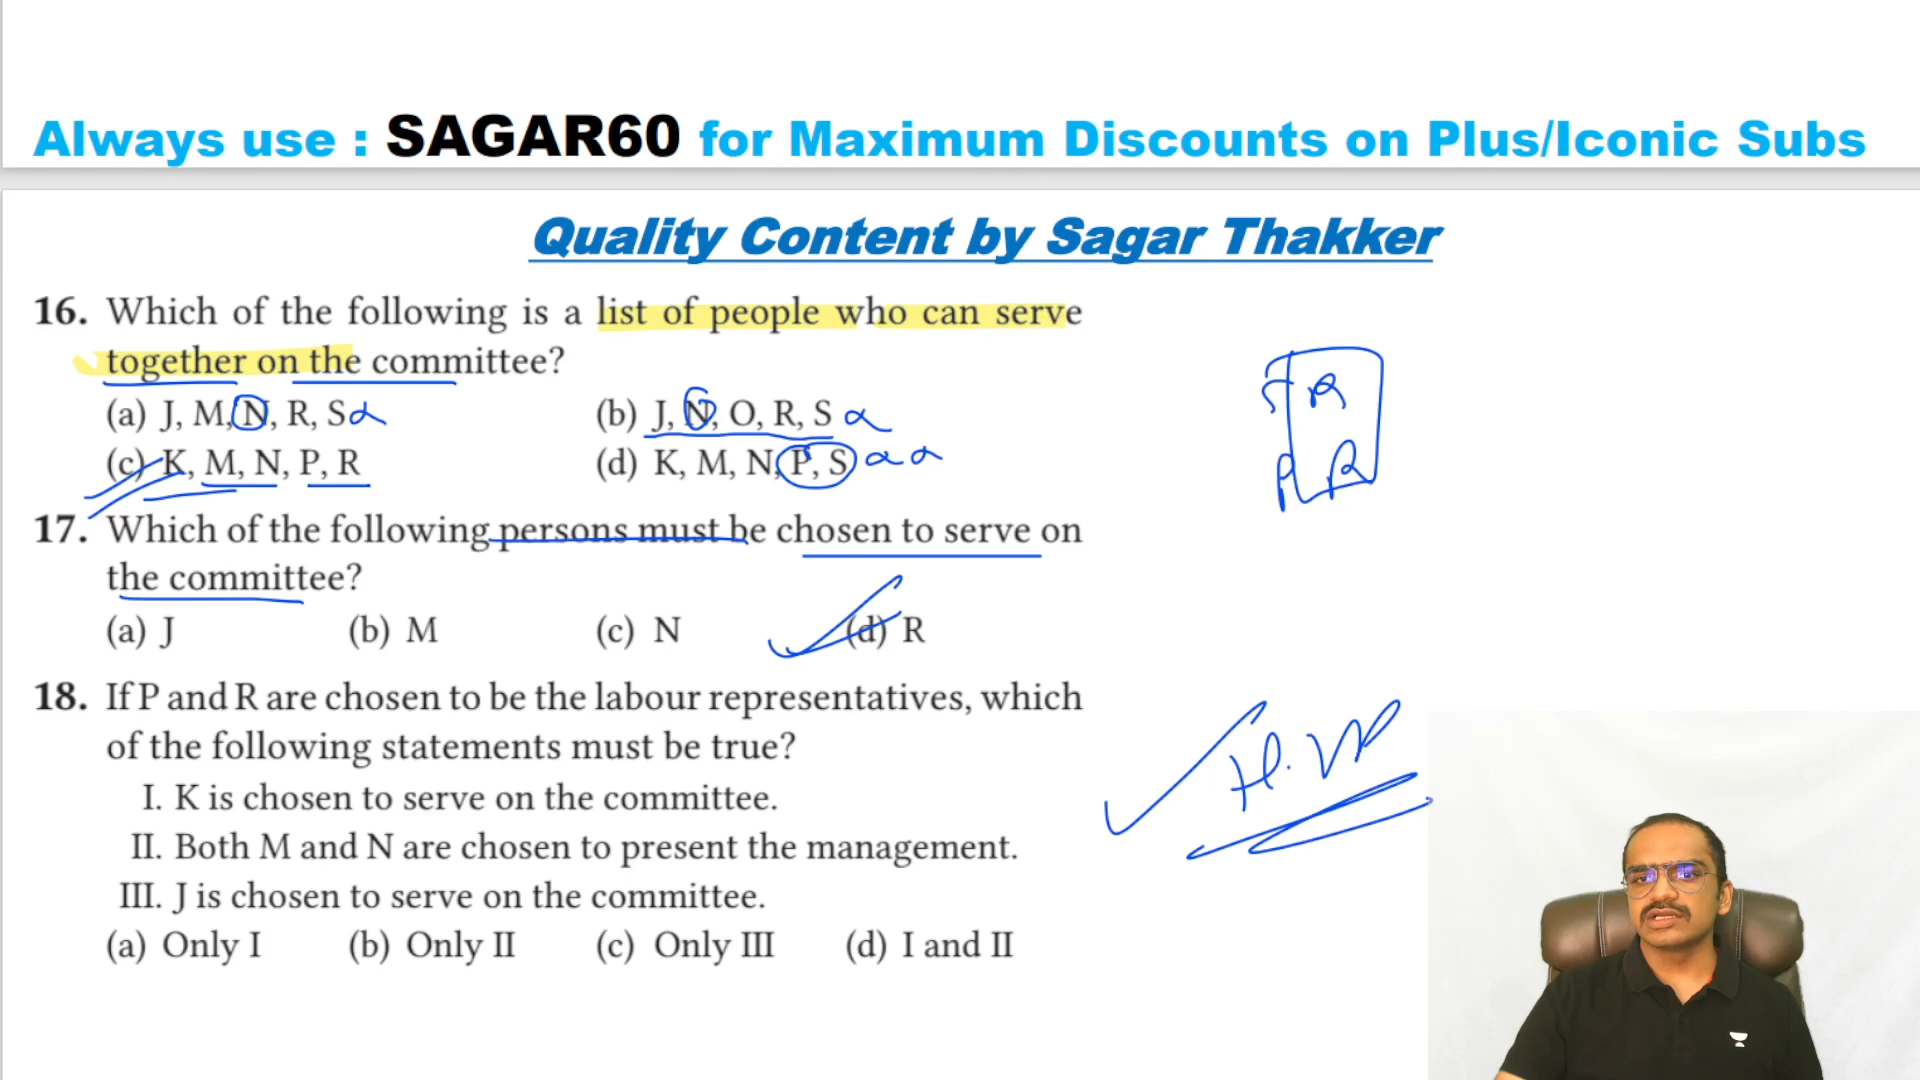 Always use : SAGAR60 for Maximum Discounts on Plus/Iconic Subs
Quality Content by Sagar Thakker
16. Which of the following is a list of people who can serve
together on the committee?
(a) J, M, N, R, S (b) J, N, O, R, S
(c) K, M, N, P, R (d) K, M, N, P, S
17. Which of the following persons must be chosen to serve on
the committee?
(a) J (b) M (c) N (d) R
18. If P and R are chosen to be the labour representatives, which
of the following statements must be true?
I. K is chosen to serve on the committee.
II. Both M and N are chosen to present the management.
III. J is chosen to serve on the committee.
(a) Only I (b) Only II (c) Only III (d) I and II
S R
P R
H.W